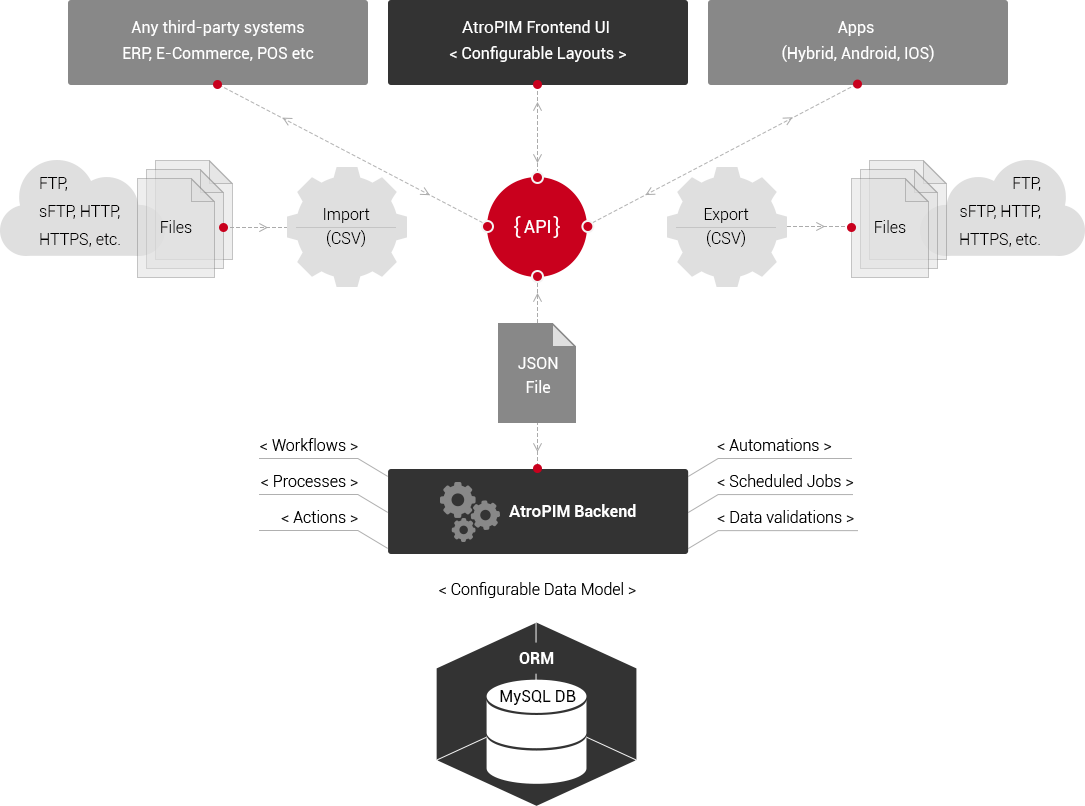 Any third-party systems
ERP, E-Commerce, POS etc
AtroPIM Frontend UI
< Configurable Layouts >
Apps
(Hybrid, Android, IOS)
FTP,
sFTP, HTTP,
HTTPS, etc.
Files
Import
(CSV)
{API}
Export
(CSV)
Files
FTP,
sFTP, HTTP,
HTTPS, etc.
JSON
File
< Workflows >
< Processes >
< Actions >
AtroPIM Backend
< Automations >
< Scheduled Jobs >
< Data validations >
< Configurable Data Model >
ORM
MySQL DB